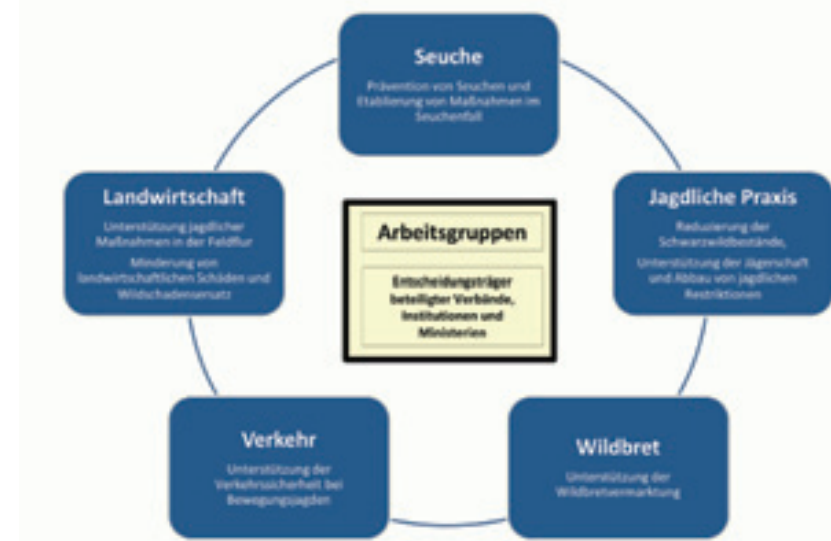 Seuche
Prävention von Seuchen und
Etablierung von Maßnahmen im
Seuchenfall
Landwirtschaft
Unterstützung jagdlicher
Maßnahmen in der Feldflur
Minderung von
landwirtschaftlichen Schäden und
Wildschadensersatz
Arbeitsgruppen
Entscheidungsträger
beteiligter Verbände,
Institutionen und
Ministerien
Jagdliche Praxis
Reduzierung der
Schwarzwildbestände,
Unterstützung der Jägerschaft
und Abbau von jagdlichen
Restriktionen
Verkehr
Unterstützung der
Verkehrssicherheit bei
Bewegungsjagden
Wildbret
Unterstützung der
Wildbretvermarktung